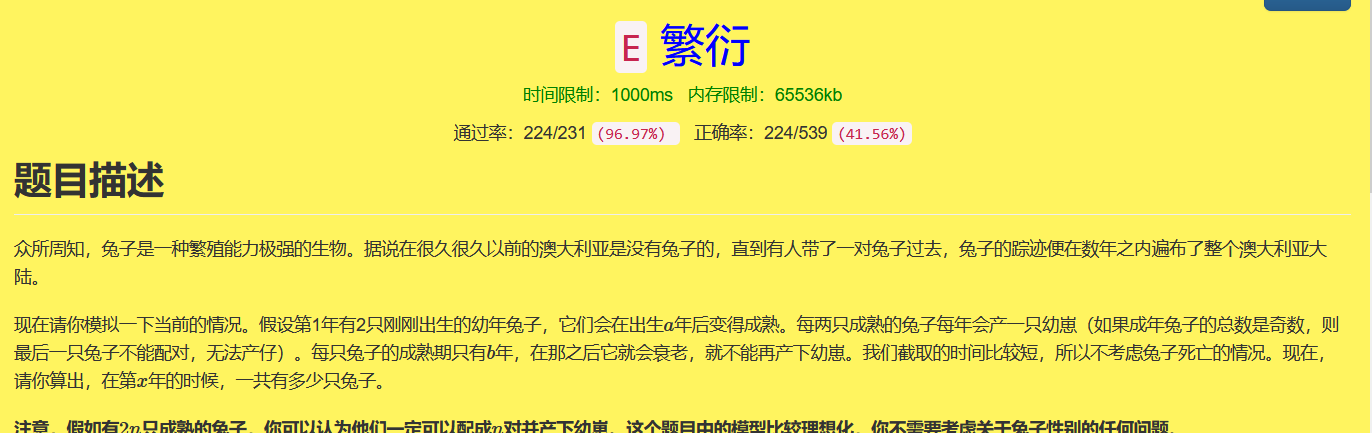 E 繁衍
时间限制：1000ms 内存限制：65536kb
通过率：224/231 (96.97%) 正确率：224/539 (41.56%)
题目描述
众所周知，兔子是一种繁殖能力极强的生物。据说在很久很久以前的澳大利亚是没有兔子的，直到有人带了一对兔子过去，兔子的踪迹便在数年之内遍布了整个澳大利亚大
陆。
现在请你模拟一下当前的情况。假设第1年有2只刚刚出生的幼年兔子，它们会在出生a年后变得成熟。每两只成熟的兔子每年会产一只幼崽（如果成年兔子的总数是奇数，则
最后一只兔子不能配对，无法产仔）。每只兔子的成熟期只有b年，在那之后它就会衰老，就不能再产下幼崽。我们截取的时间比较短，所以不考虑兔子死亡的情况。现在，
请你算出，在第x年的时候，一共有多少只兔子。
注意，假如有2n只成熟的兔子，你可以认为他们一定可以配成n对并产下幼崽，这个题目中的模型比较理想化，你不需要考虑关于兔子性别的任何问题。